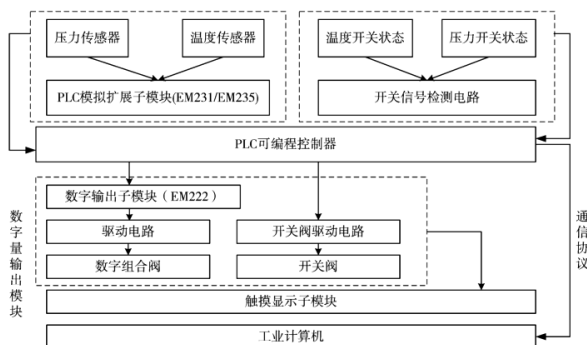 压力传感器
温度传感器
温度开关状态
压力开关状态
PLC模拟扩展子模块(EM231/EM235)
开关信号检测电路
PLC可编程控制器
数字输出子模块（EM222）
驱动电路
开关阀驱动电路
数字组合阀
开关阀
触摸显示子模块
工业计算机
数字量输出模块
通信协议